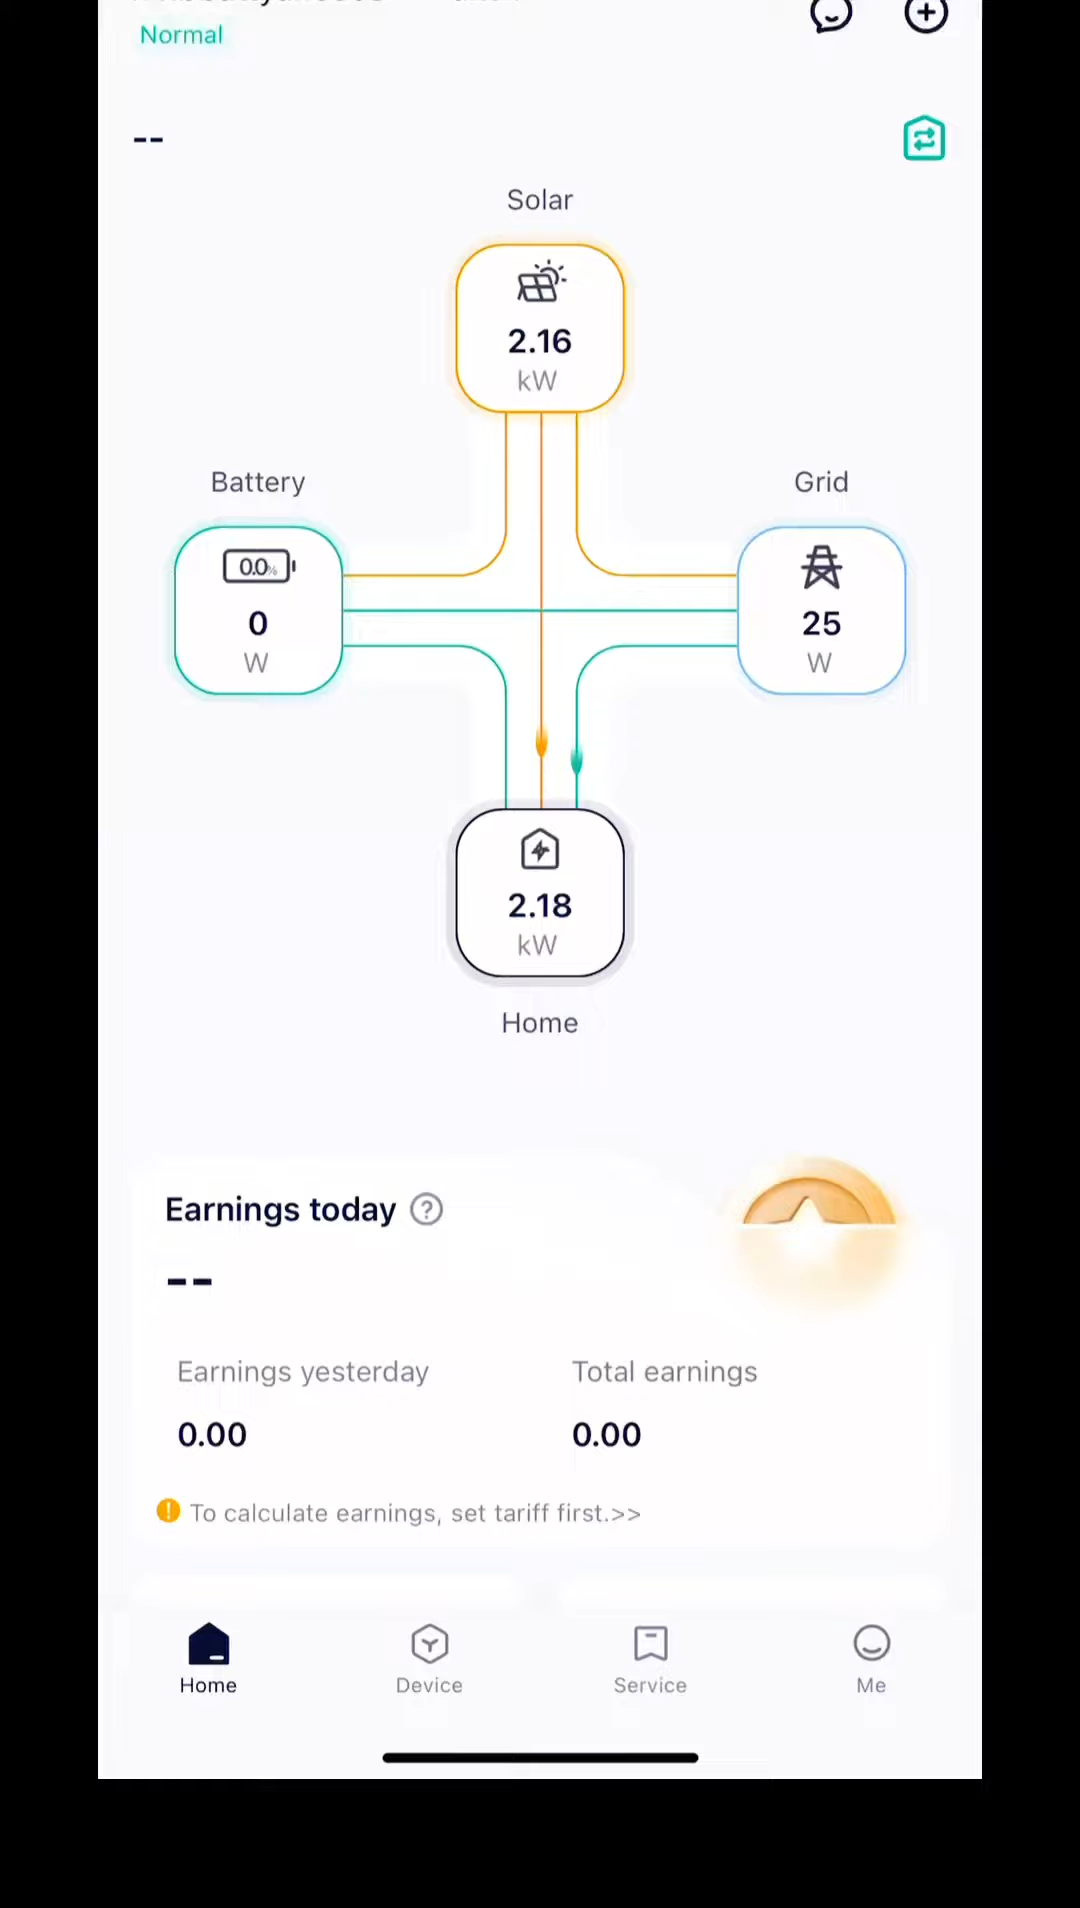 Normal
--
Solar
2.16
kW
Battery
Grid
0.0%
0
W
25
W
2.18
kW
Home
Earnings today ?
--
Earnings yesterday
Total earnings
0.00
0.00
! To calculate earnings, set tariff first.>>
Home
Device
Service
Me